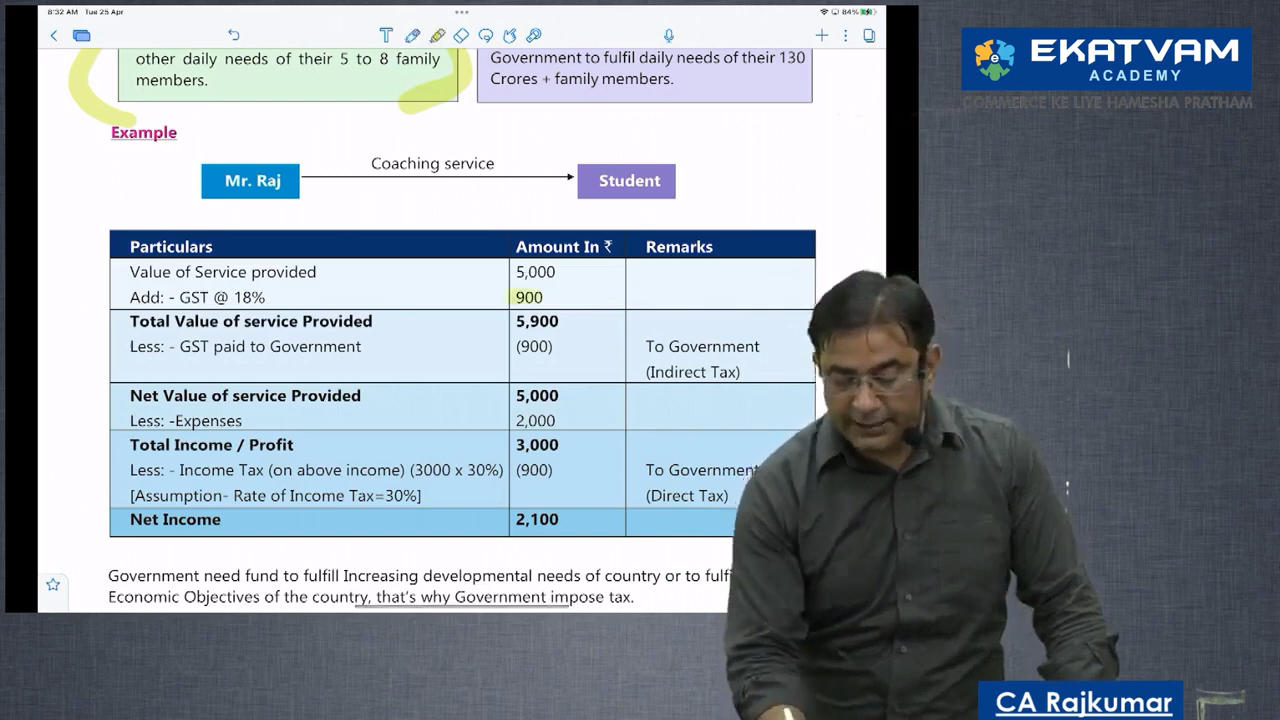 8:32 AM Tue 25 Apr
84%
other daily needs of their 5 to 8 family
members.
Government to fulfil daily needs of their 130
Crores + family members.
EKATVAM
ACADEMY
COMMERCE KE LIYE HAMESHA PRATHAM
Example
Mr. Raj
Coaching service
Student
Particulars Amount In ₹ Remarks
Value of Service provided 5,000
Add: - GST @ 18% 900
Total Value of service Provided 5,900
Less: - GST paid to Government (900) To Government
(Indirect Tax)
Net Value of service Provided 5,000
Less: -Expenses 2,000
Total Income / Profit 3,000
Less: - Income Tax (on above income) (3000 x 30%) (900) To Government
[Assumption- Rate of Income Tax=30%] (Direct Tax)
Net Income 2,100
Government need fund to fulfill Increasing developmental needs of country or to
Economic Objectives of the country, that's why Government impose tax.
CA Rajkumar